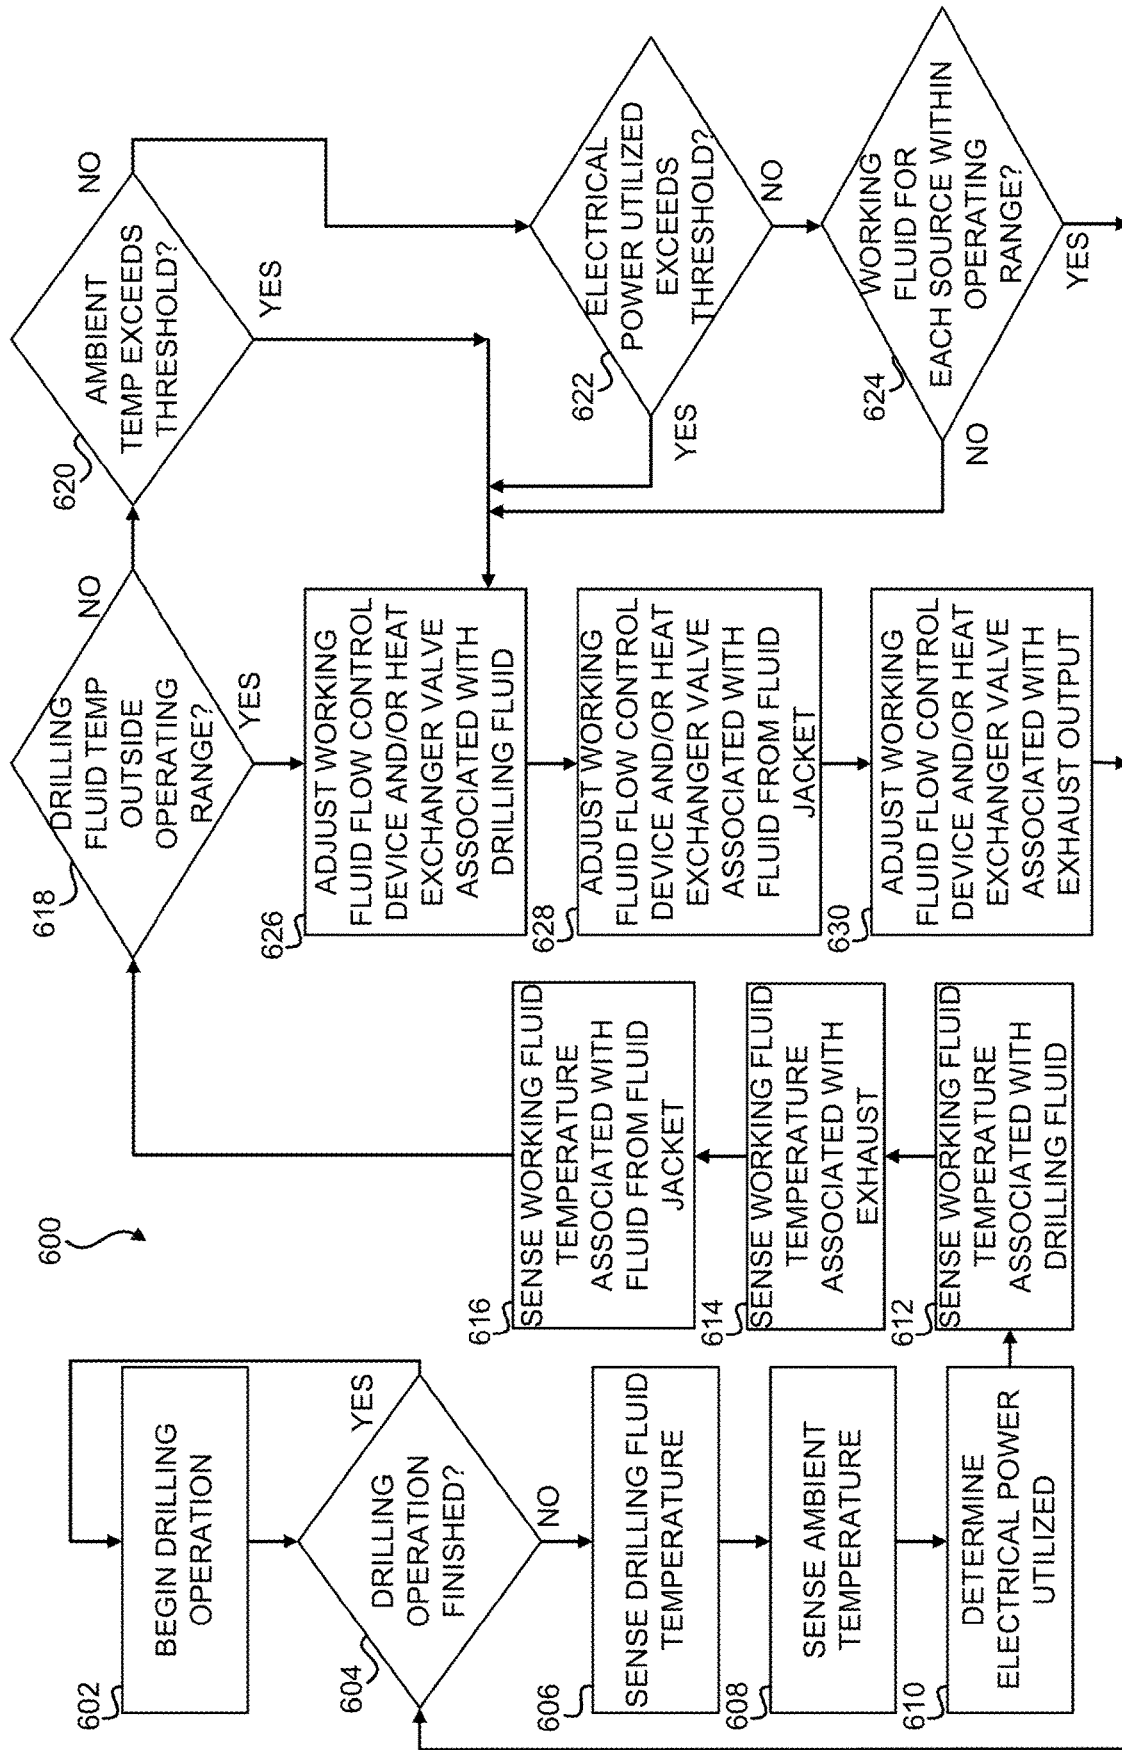 600
602
BEGIN DRILLING
OPERATION
604
DRILLING
OPERATION
FINISHED?
YES
NO
606
SENSE DRILLING FLUID
TEMPERATURE
608
SENSE AMBIENT
TEMPERATURE
610
DETERMINE
ELECTRICAL POWER
UTILIZED
612
SENSE WORKING FLUID
TEMPERATURE
ASSOCIATED WITH
DRILLING FLUID
614
SENSE WORKING FLUID
TEMPERATURE
ASSOCIATED WITH
EXHAUST
616
SENSE WORKING FLUID
TEMPERATURE
ASSOCIATED WITH
FLUID FROM FLUID
JACKET
618
DRILLING
FLUID TEMP
OUTSIDE
OPERATING
RANGE?
NO
YES
620
AMBIENT
TEMP EXCEEDS
THRESHOLD?
NO
YES
622
ELECTRICAL
POWER UTILIZED
EXCEEDS
THRESHOLD?
YES
NO
624
WORKING
FLUID FOR
EACH SOURCE WITHIN
OPERATING
RANGE?
NO
YES
626
ADJUST WORKING
FLUID FLOW CONTROL
DEVICE AND/OR HEAT
EXCHANGER VALVE
ASSOCIATED WITH
DRILLING FLUID
628
ADJUST WORKING
FLUID FLOW CONTROL
DEVICE AND/OR HEAT
EXCHANGER VALVE
ASSOCIATED WITH
FLUID FROM FLUID
JACKET
630
ADJUST WORKING
FLUID FLOW CONTROL
DEVICE AND/OR HEAT
EXCHANGER VALVE
ASSOCIATED WITH
EXHAUST OUTPUT